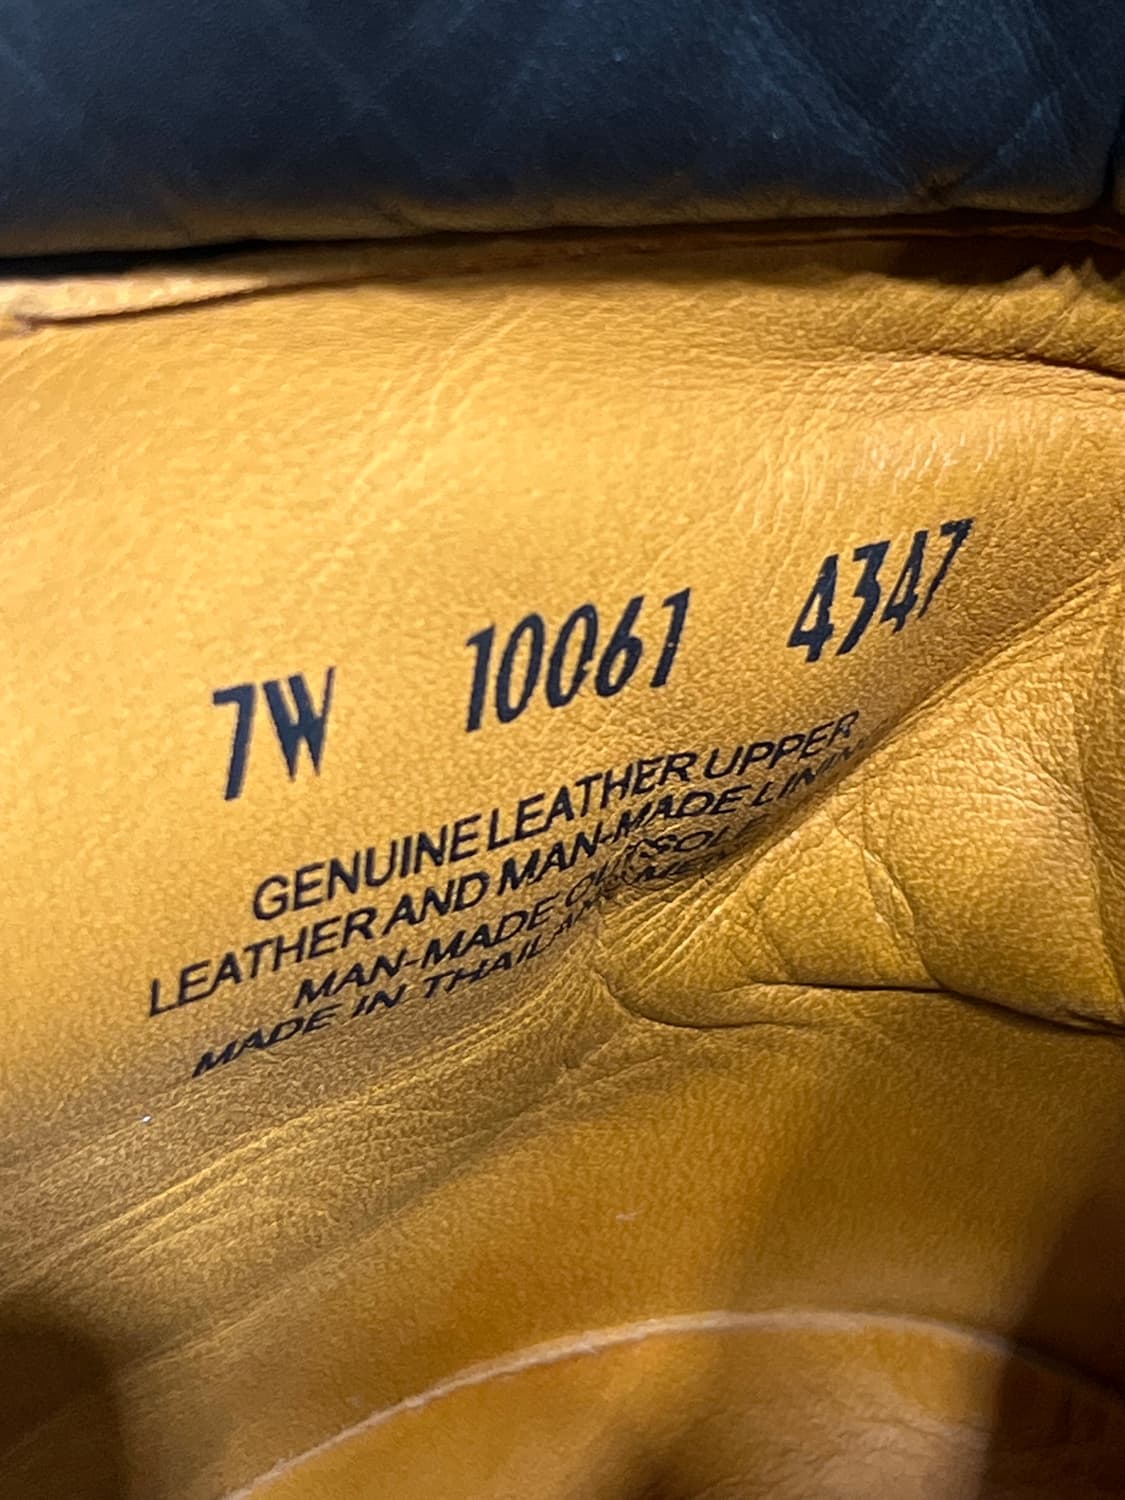 7W 10061 4347
GENUINE LEATHER UPPER
LEATHER AND MAN-MADE
MAN-MADE
MADE IN THAILAND